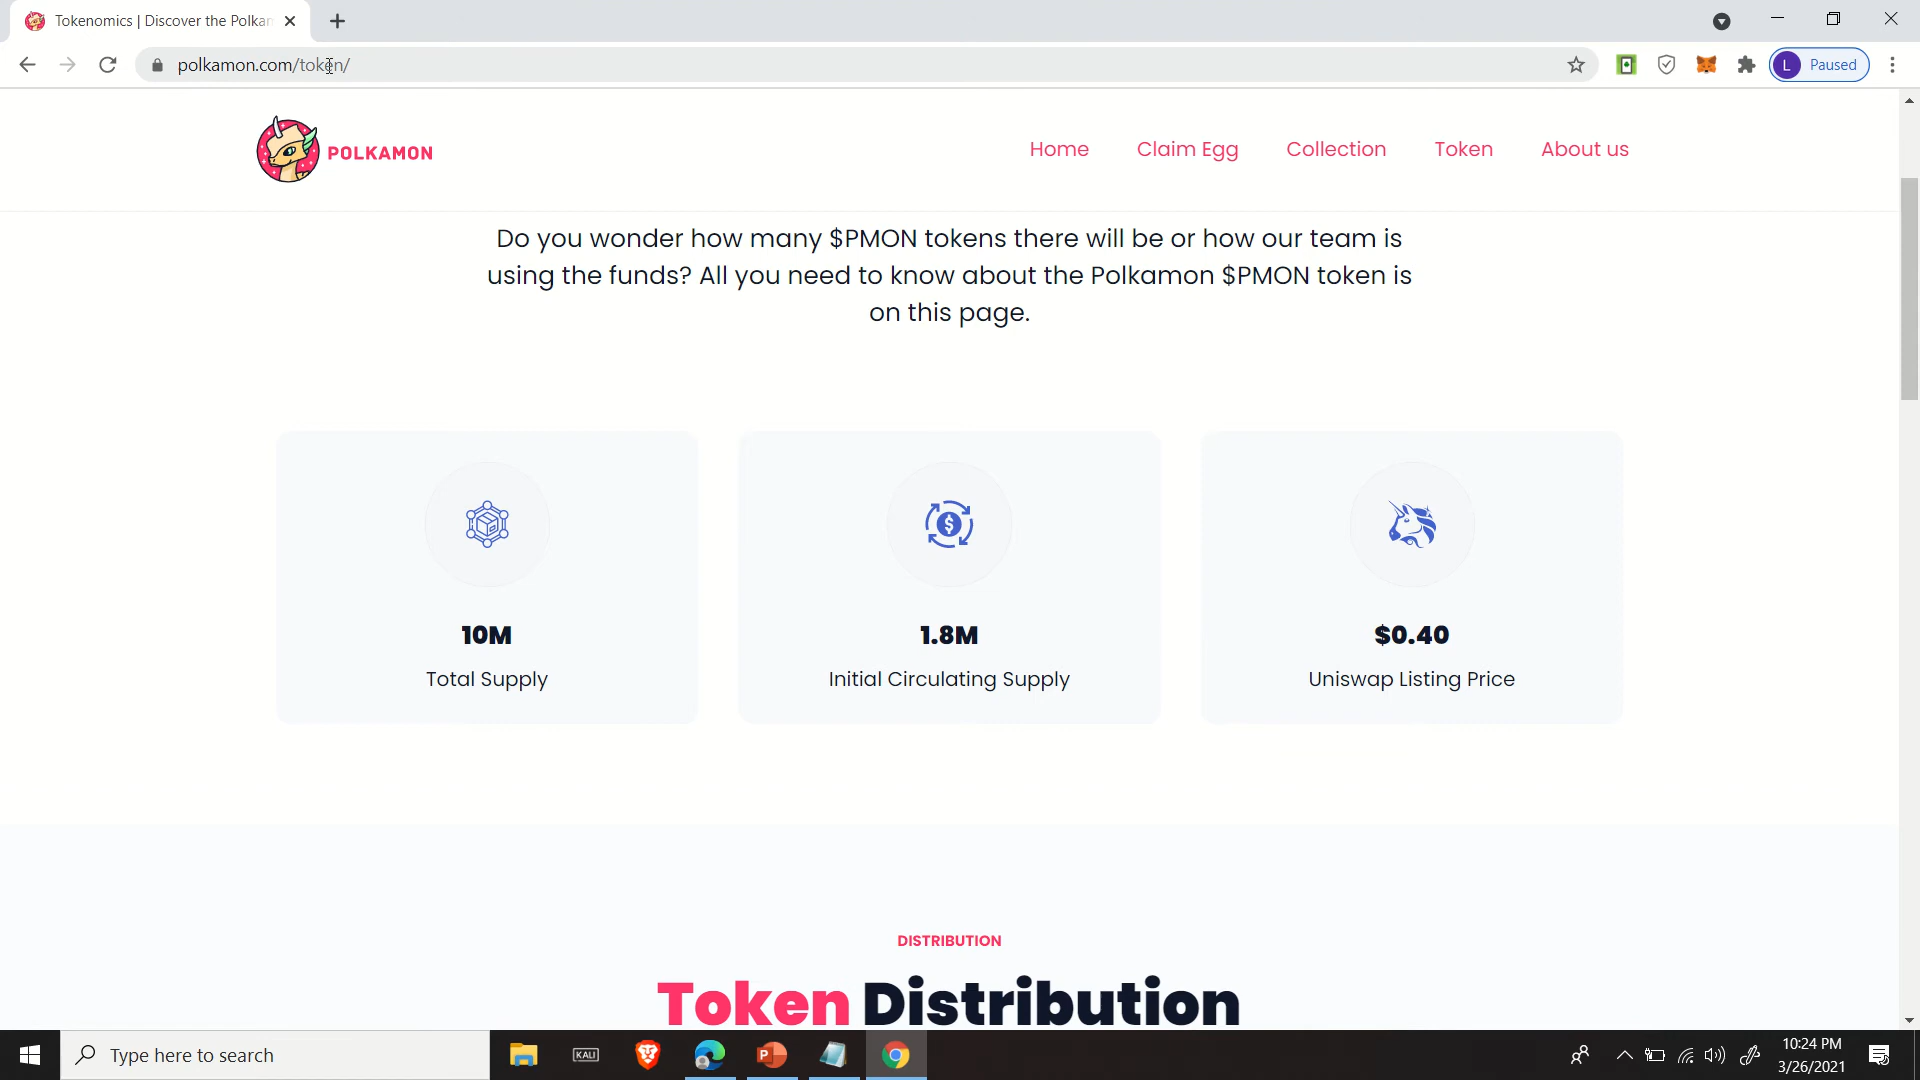 Tokenomics | Discover the Polkam
polkamon.com/token/
L Paused
POLKAMON
Home Claim Egg Collection Token About us
Do you wonder how many $PMON tokens there will be or how our team is
using the funds? All you need to know about the Polkamon $PMON token is
on this page.
10M
Total Supply
1.8M
Initial Circulating Supply
$0.40
Uniswap Listing Price
DISTRIBUTION
Token Distribution
Type here to search
KALI
P
10:24 PM
3/26/2021